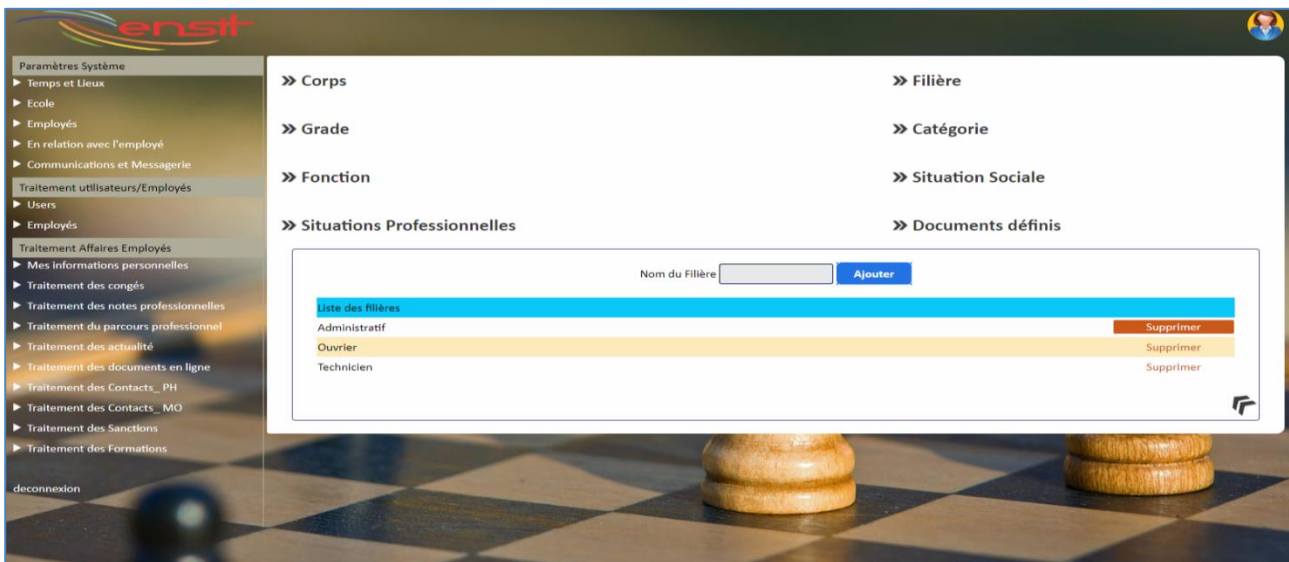 ensit
Paramètres Système
Temps et Lieux
Ecole
Employés
En relation avec l'employé
Communications et Messagerie
Traitement utilisateurs/Employés
Users
Employés
Traitement Affaires Employés
Mes informations personnelles
Traitement des congés
Traitement des notes professionnelles
Traitement du parcours professionnel
Traitement des actualité
Traitement des documents en ligne
Traitement des Contacts_ PH
Traitement des Contacts_ MO
Traitement des Sanctions
Traitement des Formations
deconnexion
» Corps
» Filière
» Grade
» Catégorie
» Fonction
» Situation Sociale
» Situations Professionnelles
» Documents définis
Nom du Filière Ajouter
Liste des filières
Administratif Supprimer
Ouvrier Supprimer
Technicien Supprimer